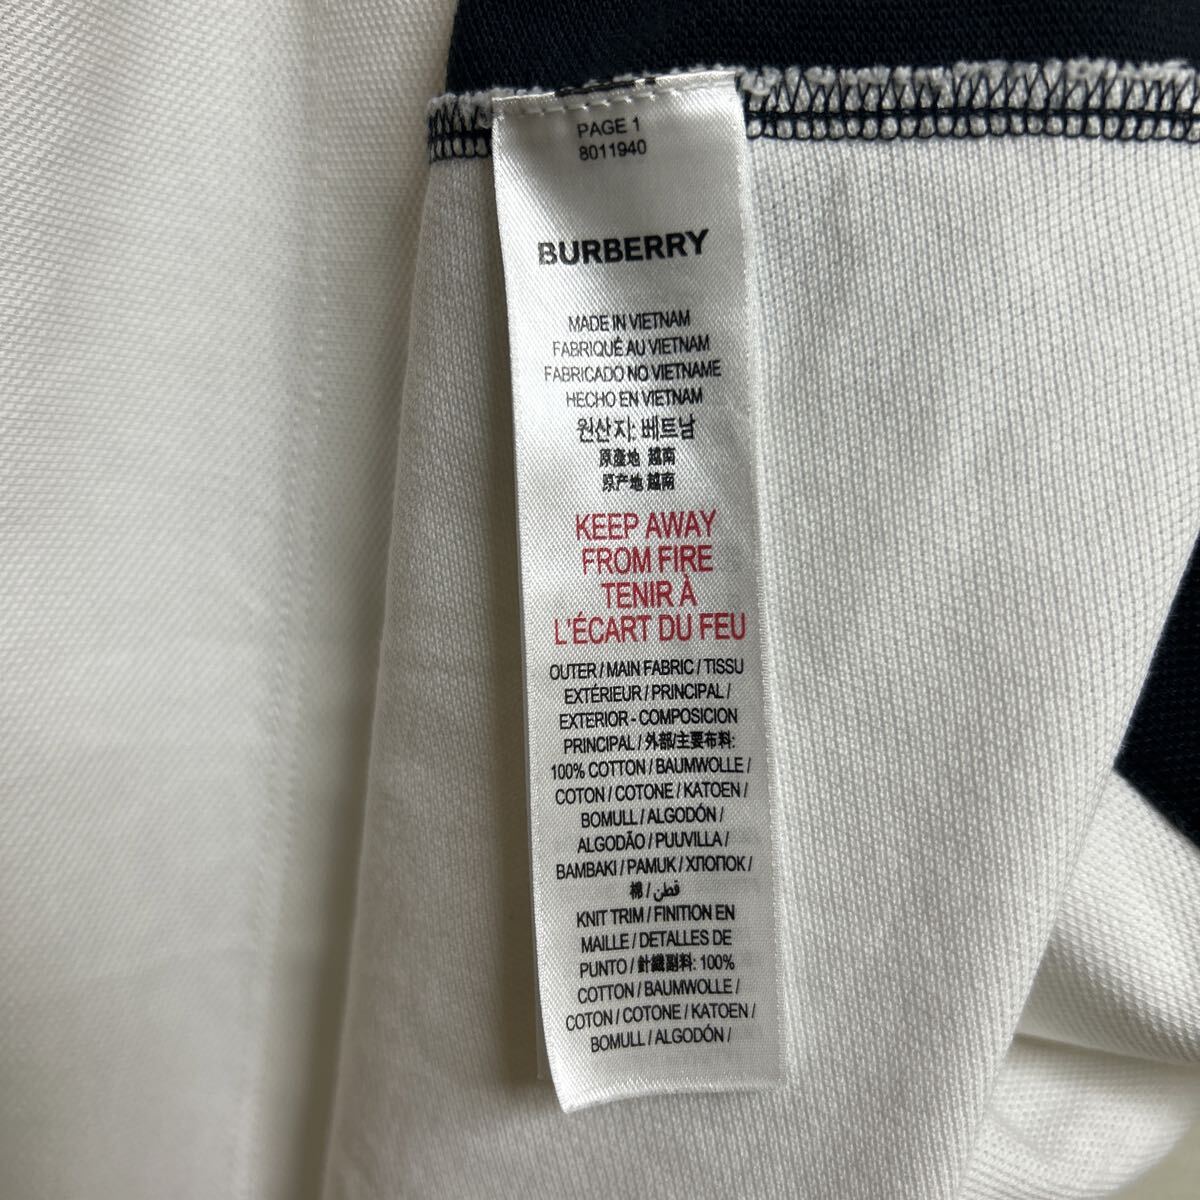 PAGE 1
8011940
BURBERRY
MADE IN VIETNAM
FABRIQUÉ AU VIETNAM
FABRICADO NO VIETNAME
HECHO EN VIETNAM
원산지: 베트남
原產地 越南
原产地 越南
KEEP AWAY
FROM FIRE
TENIR À
L'ÉCART DU FEU
OUTER / MAIN FABRIC / TISSU
EXTÉRIEUR / PRINCIPAL /
EXTERIOR - COMPOSICION
PRINCIPAL / 外部/主要布料:
100% COTTON / BAUMWOLLE /
COTON / COTONE / KATOEN /
BOMULL / ALGODÓN /
ALGODÃO / PUUVILLA /
BAMBAKI / PAMUK / ХЛОПОК /
棉 / قطن /
KNIT TRIM / FINITION EN
MAILLE / DETALLES DE
PUNTO / 針織副料: 100%
COTTON / BAUMWOLLE /
COTON / COTONE / KATOEN /
BOMULL / ALGODÓN /